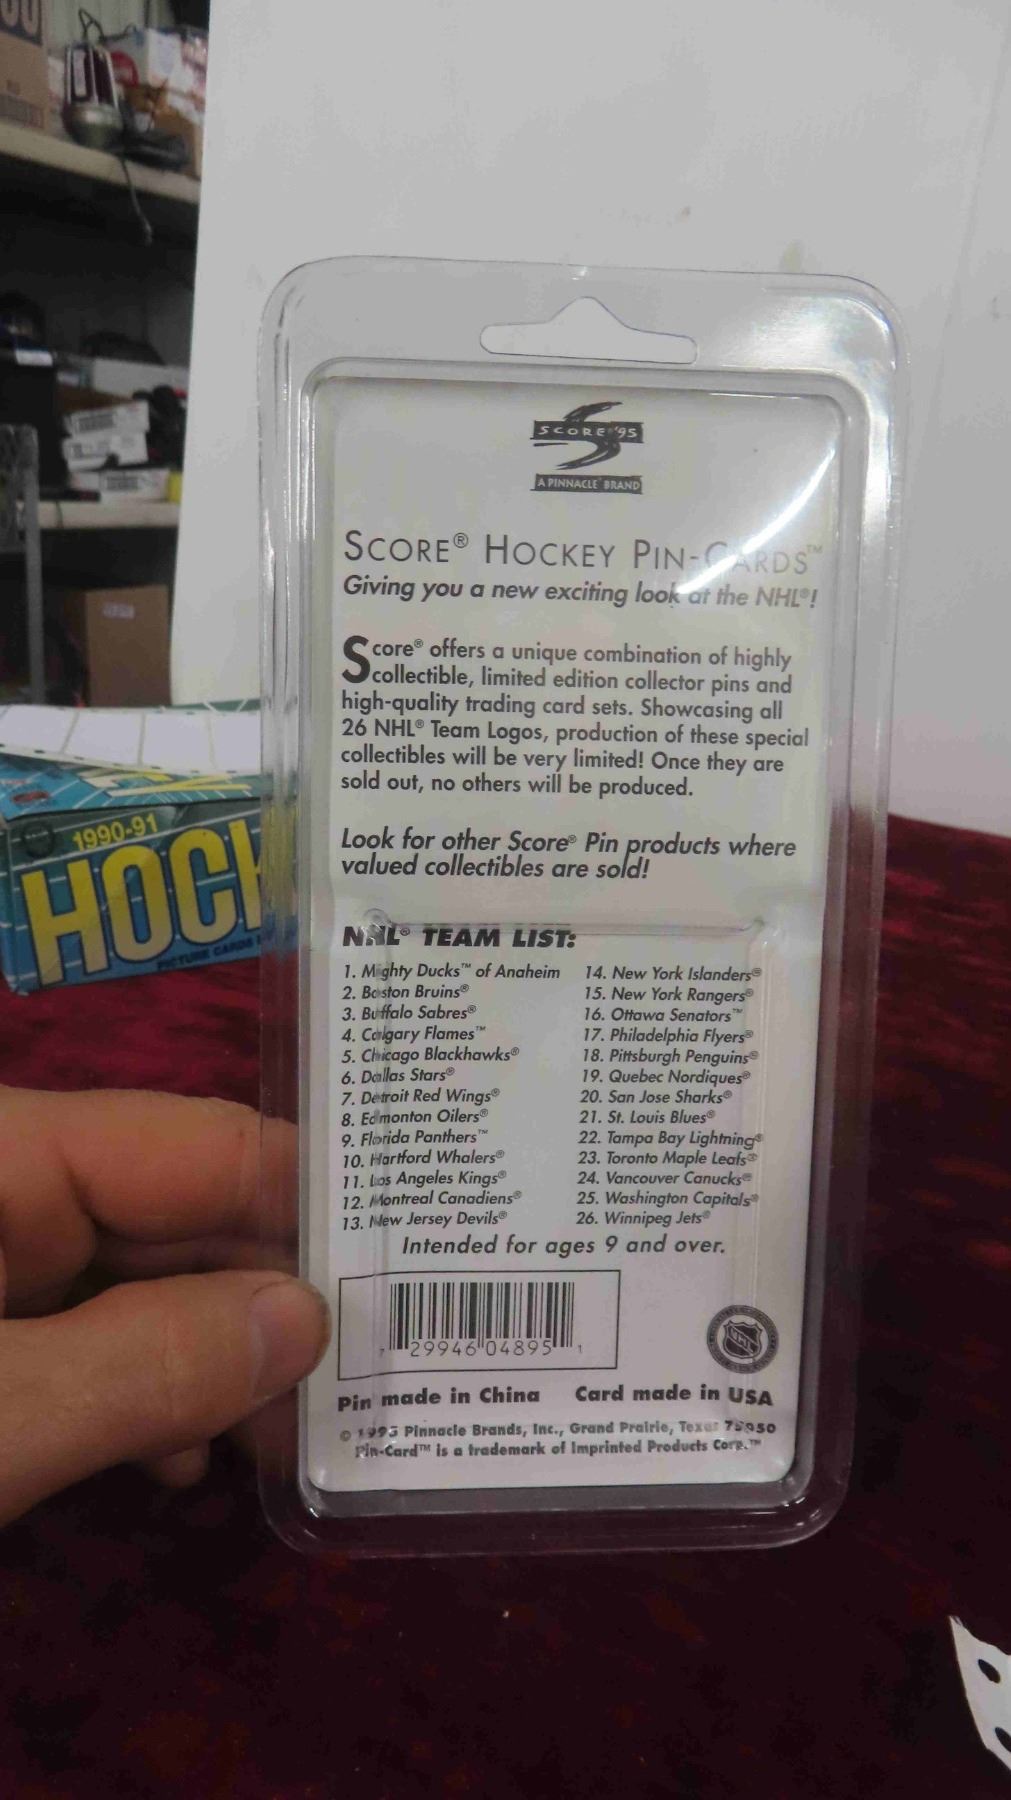 SCORE '95
A PINNACLE® BRAND
SCORE® HOCKEY PIN-CARDS™
Giving you a new exciting look at the NHL®!
Score® offers a unique combination of highly
collectible, limited edition collector pins and
high-quality trading card sets. Showcasing all
26 NHL® Team Logos, production of these special
collectibles will be very limited! Once they are
sold out, no others will be produced.
Look for other Score® Pin products where
valued collectibles are sold!
NHL® TEAM LIST:
1. Mighty Ducks™ of Anaheim
2. Boston Bruins®
3. Buffalo Sabres®
4. Calgary Flames™
5. Chicago Blackhawks®
6. Dallas Stars®
7. Detroit Red Wings®
8. Edmonton Oilers®
9. Florida Panthers™
10. Hartford Whalers®
11. Los Angeles Kings®
12. Montreal Canadiens®
13. New Jersey Devils®
14. New York Islanders®
15. New York Rangers®
16. Ottawa Senators™
17. Philadelphia Flyers®
18. Pittsburgh Penguins®
19. Quebec Nordiques®
20. San Jose Sharks®
21. St. Louis Blues®
22. Tampa Bay Lightning®
23. Toronto Maple Leafs®
24. Vancouver Canucks®
25. Washington Capitals®
26. Winnipeg Jets®
Intended for ages 9 and over.
7 29946 04895 1
NHL
Pin made in China Card made in USA
© 1995 Pinnacle Brands, Inc., Grand Prairie, Texas 75050
Pin-Card™ is a trademark of Imprinted Products Corp.™
1990-91
HOCK
PICTURE CARDS